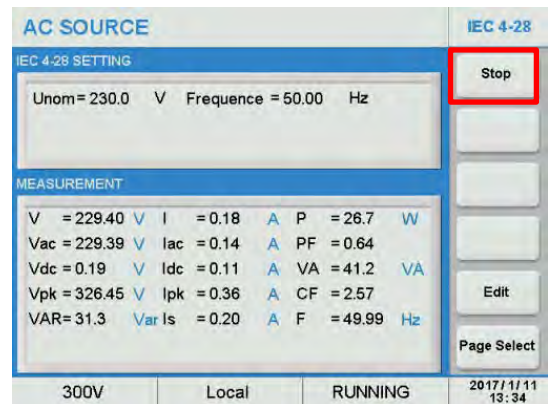 AC SOURCE
IEC 4-28
IEC 4-28 SETTING
Stop
Unom= 230.0 V Frequence = 50.00 Hz
MEASUREMENT
V = 229.40 V I = 0.18 A P = 26.7 W
Vac = 229.39 V Iac = 0.14 A PF = 0.64
Vdc = 0.19 V Idc = 0.11 A VA = 41.2 VA
Vpk = 326.45 V Ipk = 0.36 A CF = 2.57
Edit
VAR= 31.3 Var Is = 0.20 A F = 49.99 Hz
Page Select
300V Local RUNNING 2017/1/11
13:34